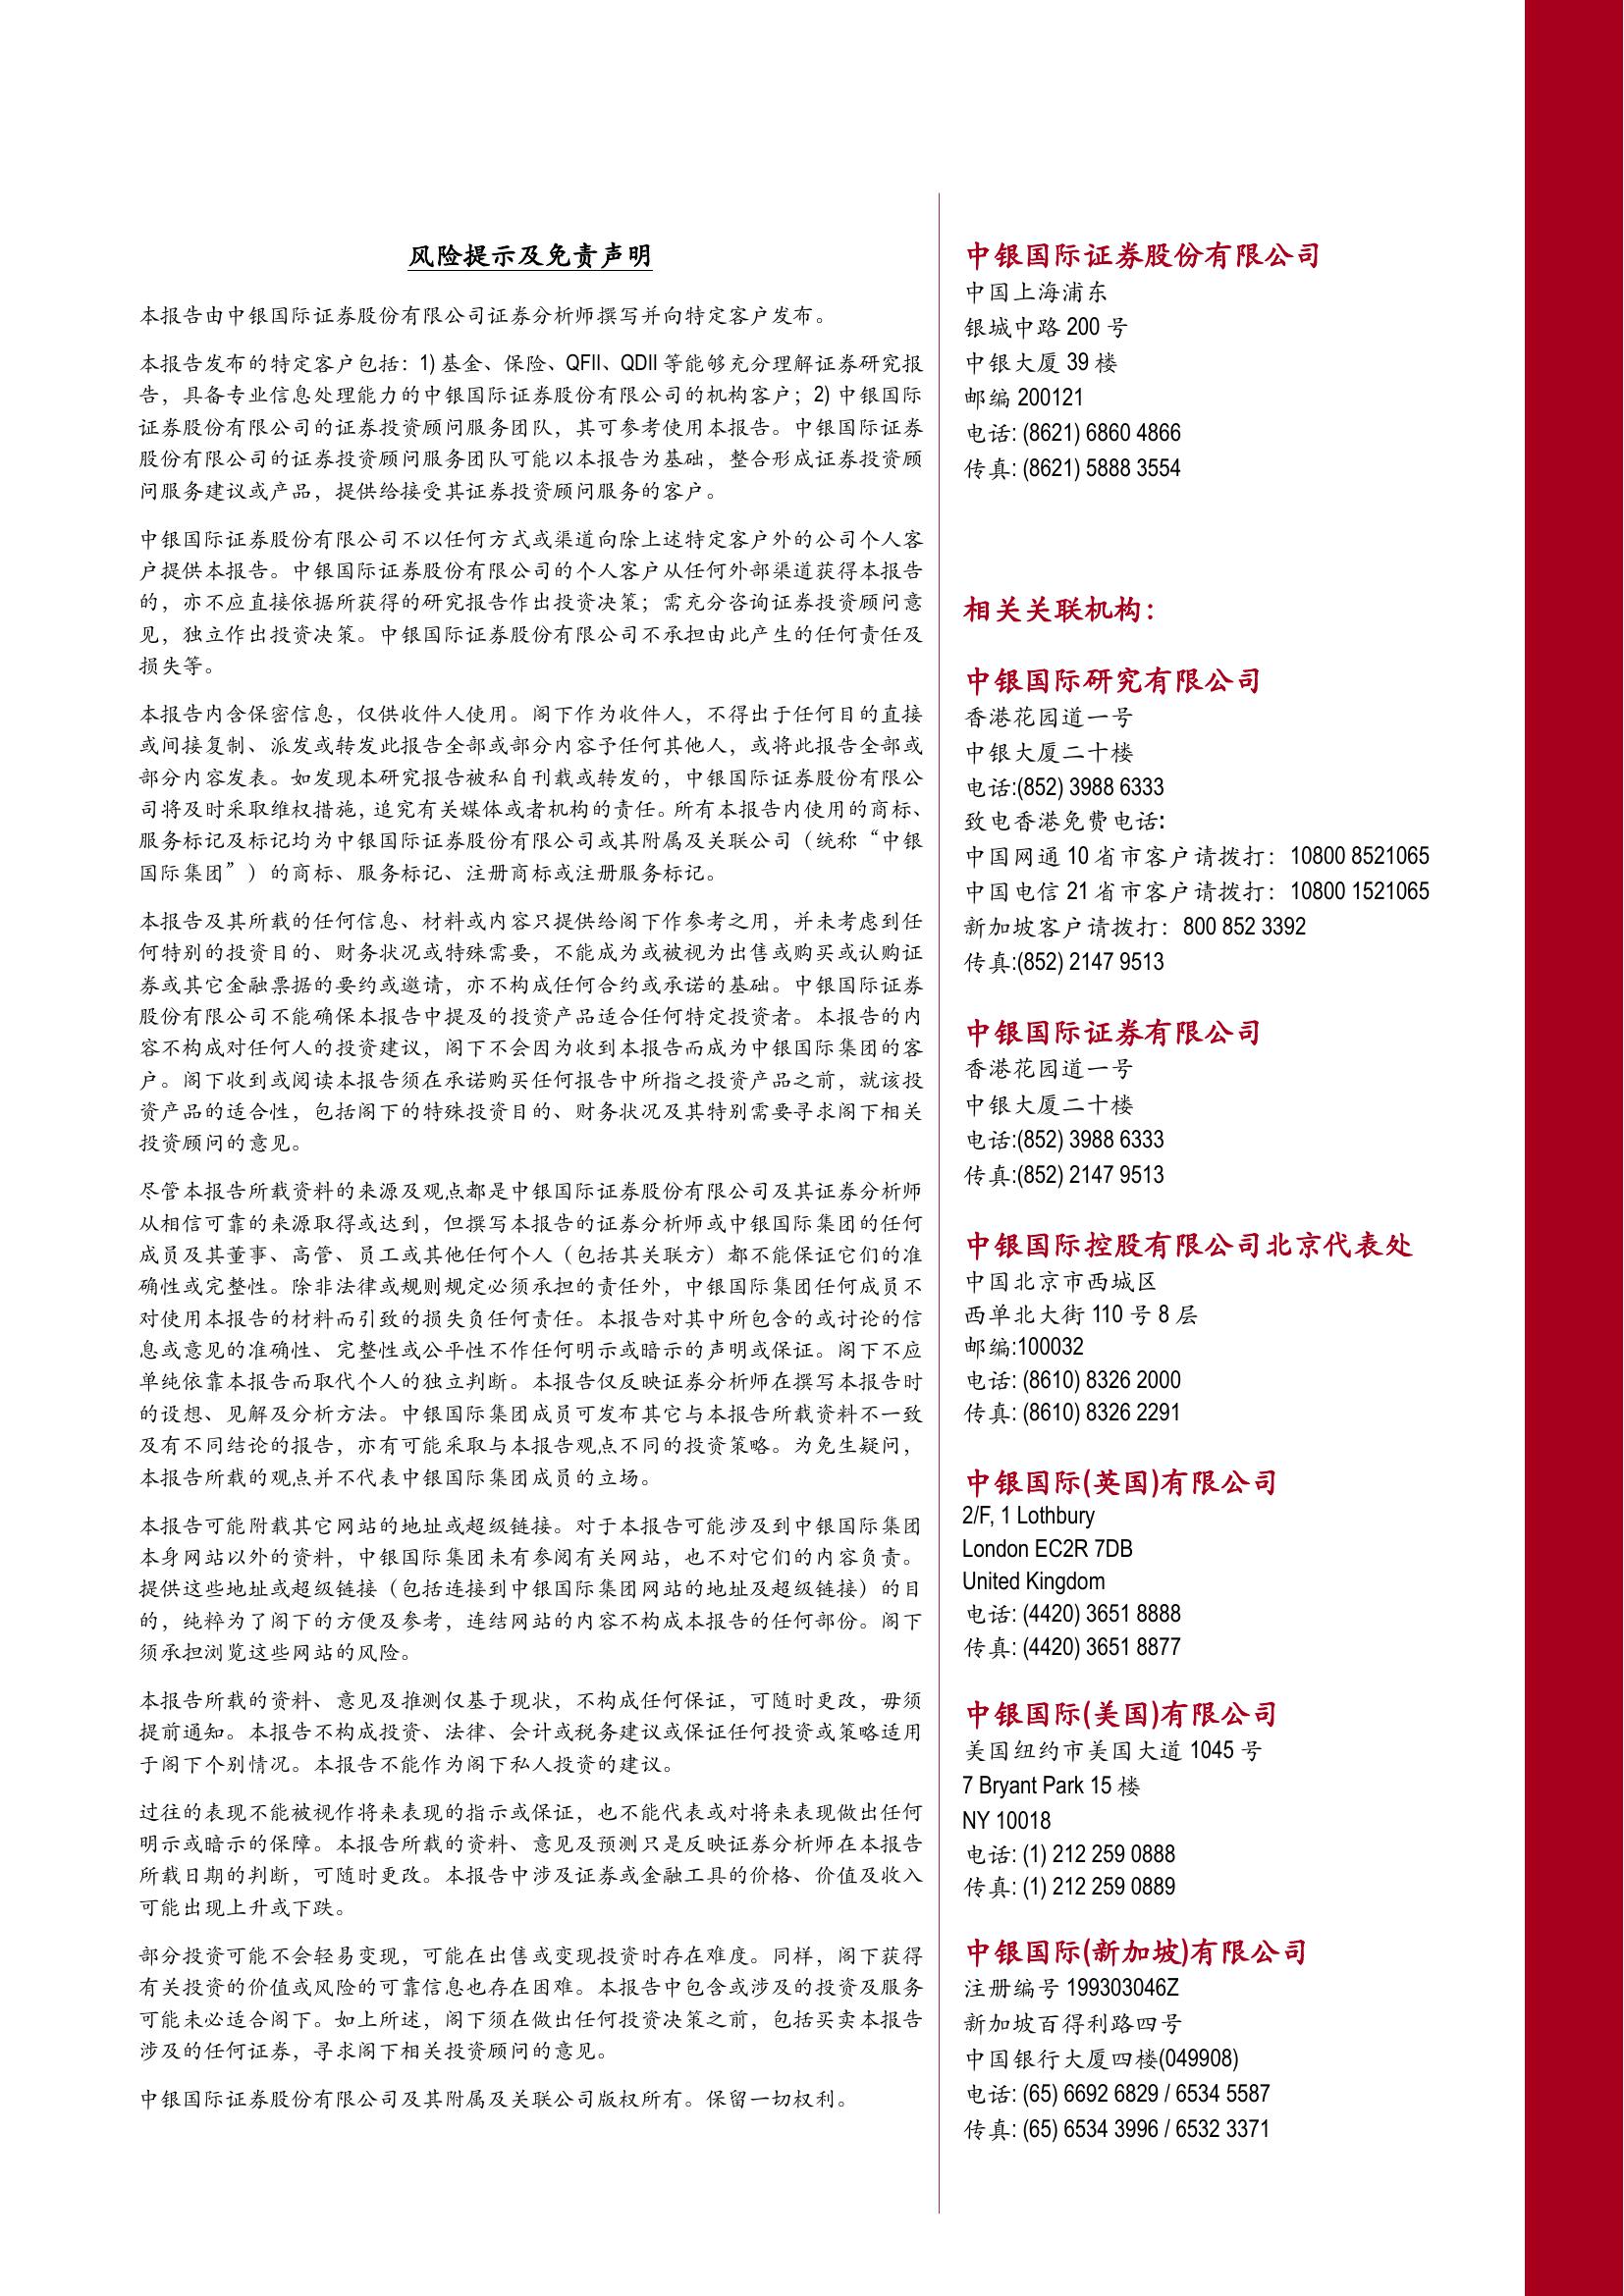 风险提示及免责声明
本报告由中银国际证券股份有限公司证券分析师撰写并向特定客户发布。
本报告发布的特定客户包括：1) 基金、保险、QFII、QDII 等能够充分理解证券研究报
告，具备专业信息处理能力的中银国际证券股份有限公司的机构客户；2) 中银国际
证券股份有限公司的证券投资顾问服务团队，其可参考使用本报告。中银国际证券
股份有限公司的证券投资顾问服务团队可能以本报告为基础，整合形成证券投资顾
问服务建议或产品，提供给接受其证券投资顾问服务的客户。
中银国际证券股份有限公司不以任何方式或渠道向除上述特定客户外的公司个人客
户提供本报告。中银国际证券股份有限公司的个人客户从任何外部渠道获得本报告
的，亦不应直接依据所获得的研究报告作出投资决策；需充分咨询证券投资顾问意
见，独立作出投资决策。中银国际证券股份有限公司不承担由此产生的任何责任及
损失等。
本报告内含保密信息，仅供收件人使用。阁下作为收件人，不得出于任何目的直接
或间接复制、派发或转发此报告全部或部分内容予任何其他人，或将此报告全部或
部分内容发表。如发现本研究报告被私自刊载或转发的，中银国际证券股份有限公
司将及时采取维权措施，追究有关媒体或者机构的责任。所有本报告内使用的商标、
服务标记及标记均为中银国际证券股份有限公司或其附属及关联公司（统称“中银
国际集团”）的商标、服务标记、注册商标或注册服务标记。
本报告及其所载的任何信息、材料或内容只提供给阁下作参考之用，并未考虑到任
何特别的投资目的、财务状况或特殊需要，不能成为或被视为出售或购买或认购证
券或其它金融票据的要约或邀请，亦不构成任何合约或承诺的基础。中银国际证券
股份有限公司不能确保本报告中提及的投资产品适合任何特定投资者。本报告的内
容不构成对任何人的投资建议，阁下不会因为收到本报告而成为中银国际集团的客
户。阁下收到或阅读本报告须在承诺购买任何报告中所指之投资产品之前，就该投
资产品的适合性，包括阁下的特殊投资目的、财务状况及其特别需要寻求阁下相关
投资顾问的意见。
尽管本报告所载资料的来源及观点都是中银国际证券股份有限公司及其证券分析师
从相信可靠的来源取得或达到，但撰写本报告的证券分析师或中银国际集团的任何
成员及其董事、高管、员工或其他任何个人（包括其关联方）都不能保证它们的准
确性或完整性。除非法律或规则规定必须承担的责任外，中银国际集团任何成员不
对使用本报告的材料而引致的损失负任何责任。本报告对其中所包含的或讨论的信
息或意见的准确性、完整性或公平性不作任何明示或暗示的声明或保证。阁下不应
单纯依靠本报告而取代个人的独立判断。本报告仅反映证券分析师在撰写本报告时
的设想、见解及分析方法。中银国际集团成员可发布其它与本报告所载资料不一致
及有不同结论的报告，亦有可能采取与本报告观点不同的投资策略。为免生疑问，
本报告所载的观点并不代表中银国际集团成员的立场。
本报告可能附载其它网站的地址或超级链接。对于本报告可能涉及到中银国际集团
本身网站以外的资料，中银国际集团未有参阅有关网站，也不对它们的内容负责。
提供这些地址或超级链接（包括连接到中银国际集团网站的地址及超级链接）的目
的，纯粹为了阁下的方便及参考，连结网站的内容不构成本报告的任何部份。阁下
须承担浏览这些网站的风险。
本报告所载的资料、意见及推测仅基于现状，不构成任何保证，可随时更改，毋须
提前通知。本报告不构成投资、法律、会计或税务建议或保证任何投资或策略适用
于阁下个别情况。本报告不能作为阁下私人投资的建议。
过往的表现不能被视作将来表现的指示或保证，也不能代表或对将来表现做出任何
明示或暗示的保障。本报告所载的资料、意见及预测只是反映证券分析师在本报告
所载日期的判断，可随时更改。本报告中涉及证券或金融工具的价格、价值及收入
可能出现上升或下跌。
部分投资可能不会轻易变现，可能在出售或变现投资时存在难度。同样，阁下获得
有关投资的价值或风险的可靠信息也存在困难。本报告中包含或涉及的投资及服务
可能未必适合阁下。如上所述，阁下须在做出任何投资决策之前，包括买卖本报告
涉及的任何证券，寻求阁下相关投资顾问的意见。
中银国际证券股份有限公司及其附属及关联公司版权所有。保留一切权利。
中银国际证券股份有限公司
中国上海浦东
银城中路 200 号
中银大厦 39 楼
邮编 200121
电话: (8621) 6860 4866
传真: (8621) 5888 3554
相关关联机构：
中银国际研究有限公司
香港花园道一号
中银大厦二十楼
电话:(852) 3988 6333
致电香港免费电话:
中国网通 10 省市客户请拨打：10800 8521065
中国电信 21 省市客户请拨打：10800 1521065
新加坡客户请拨打：800 852 3392
传真:(852) 2147 9513
中银国际证券有限公司
香港花园道一号
中银大厦二十楼
电话:(852) 3988 6333
传真:(852) 2147 9513
中银国际控股有限公司北京代表处
中国北京市西城区
西单北大街 110 号 8 层
邮编:100032
电话: (8610) 8326 2000
传真: (8610) 8326 2291
中银国际(英国)有限公司
2/F, 1 Lothbury
London EC2R 7DB
United Kingdom
电话: (4420) 3651 8888
传真: (4420) 3651 8877
中银国际(美国)有限公司
美国纽约市美国大道 1045 号
7 Bryant Park 15 楼
NY 10018
电话: (1) 212 259 0888
传真: (1) 212 259 0889
中银国际(新加坡)有限公司
注册编号 199303046Z
新加坡百得利路四号
中国银行大厦四楼(049908)
电话: (65) 6692 6829 / 6534 5587
传真: (65) 6534 3996 / 6532 3371